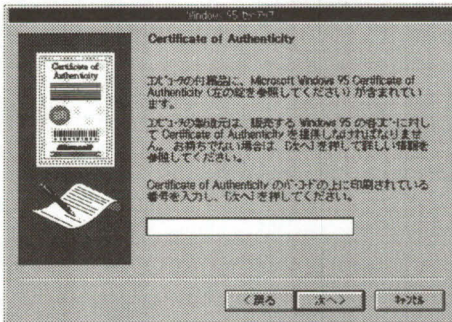 Windows 95 セットアップ
Certificate of Authenticity
Certificate of
Authenticity
コンピュータの付属品に、Microsoft Windows 95 Certificate of
Authenticity (左の絵を参照してください) が含まれてい
ます。
コンピュータの製造元は、販売する Windows 95 の各コピーに対し
て Certificate of Authenticity を提供しなければなりませ
ん。 お持ちでない場合は、[次へ] を押して詳しい情報を
参照してください。
Certificate of Authenticity のバーコードの上に印刷されている
番号を入力し、[次へ] を押してください。
< 戻る
次へ >
キャンセル